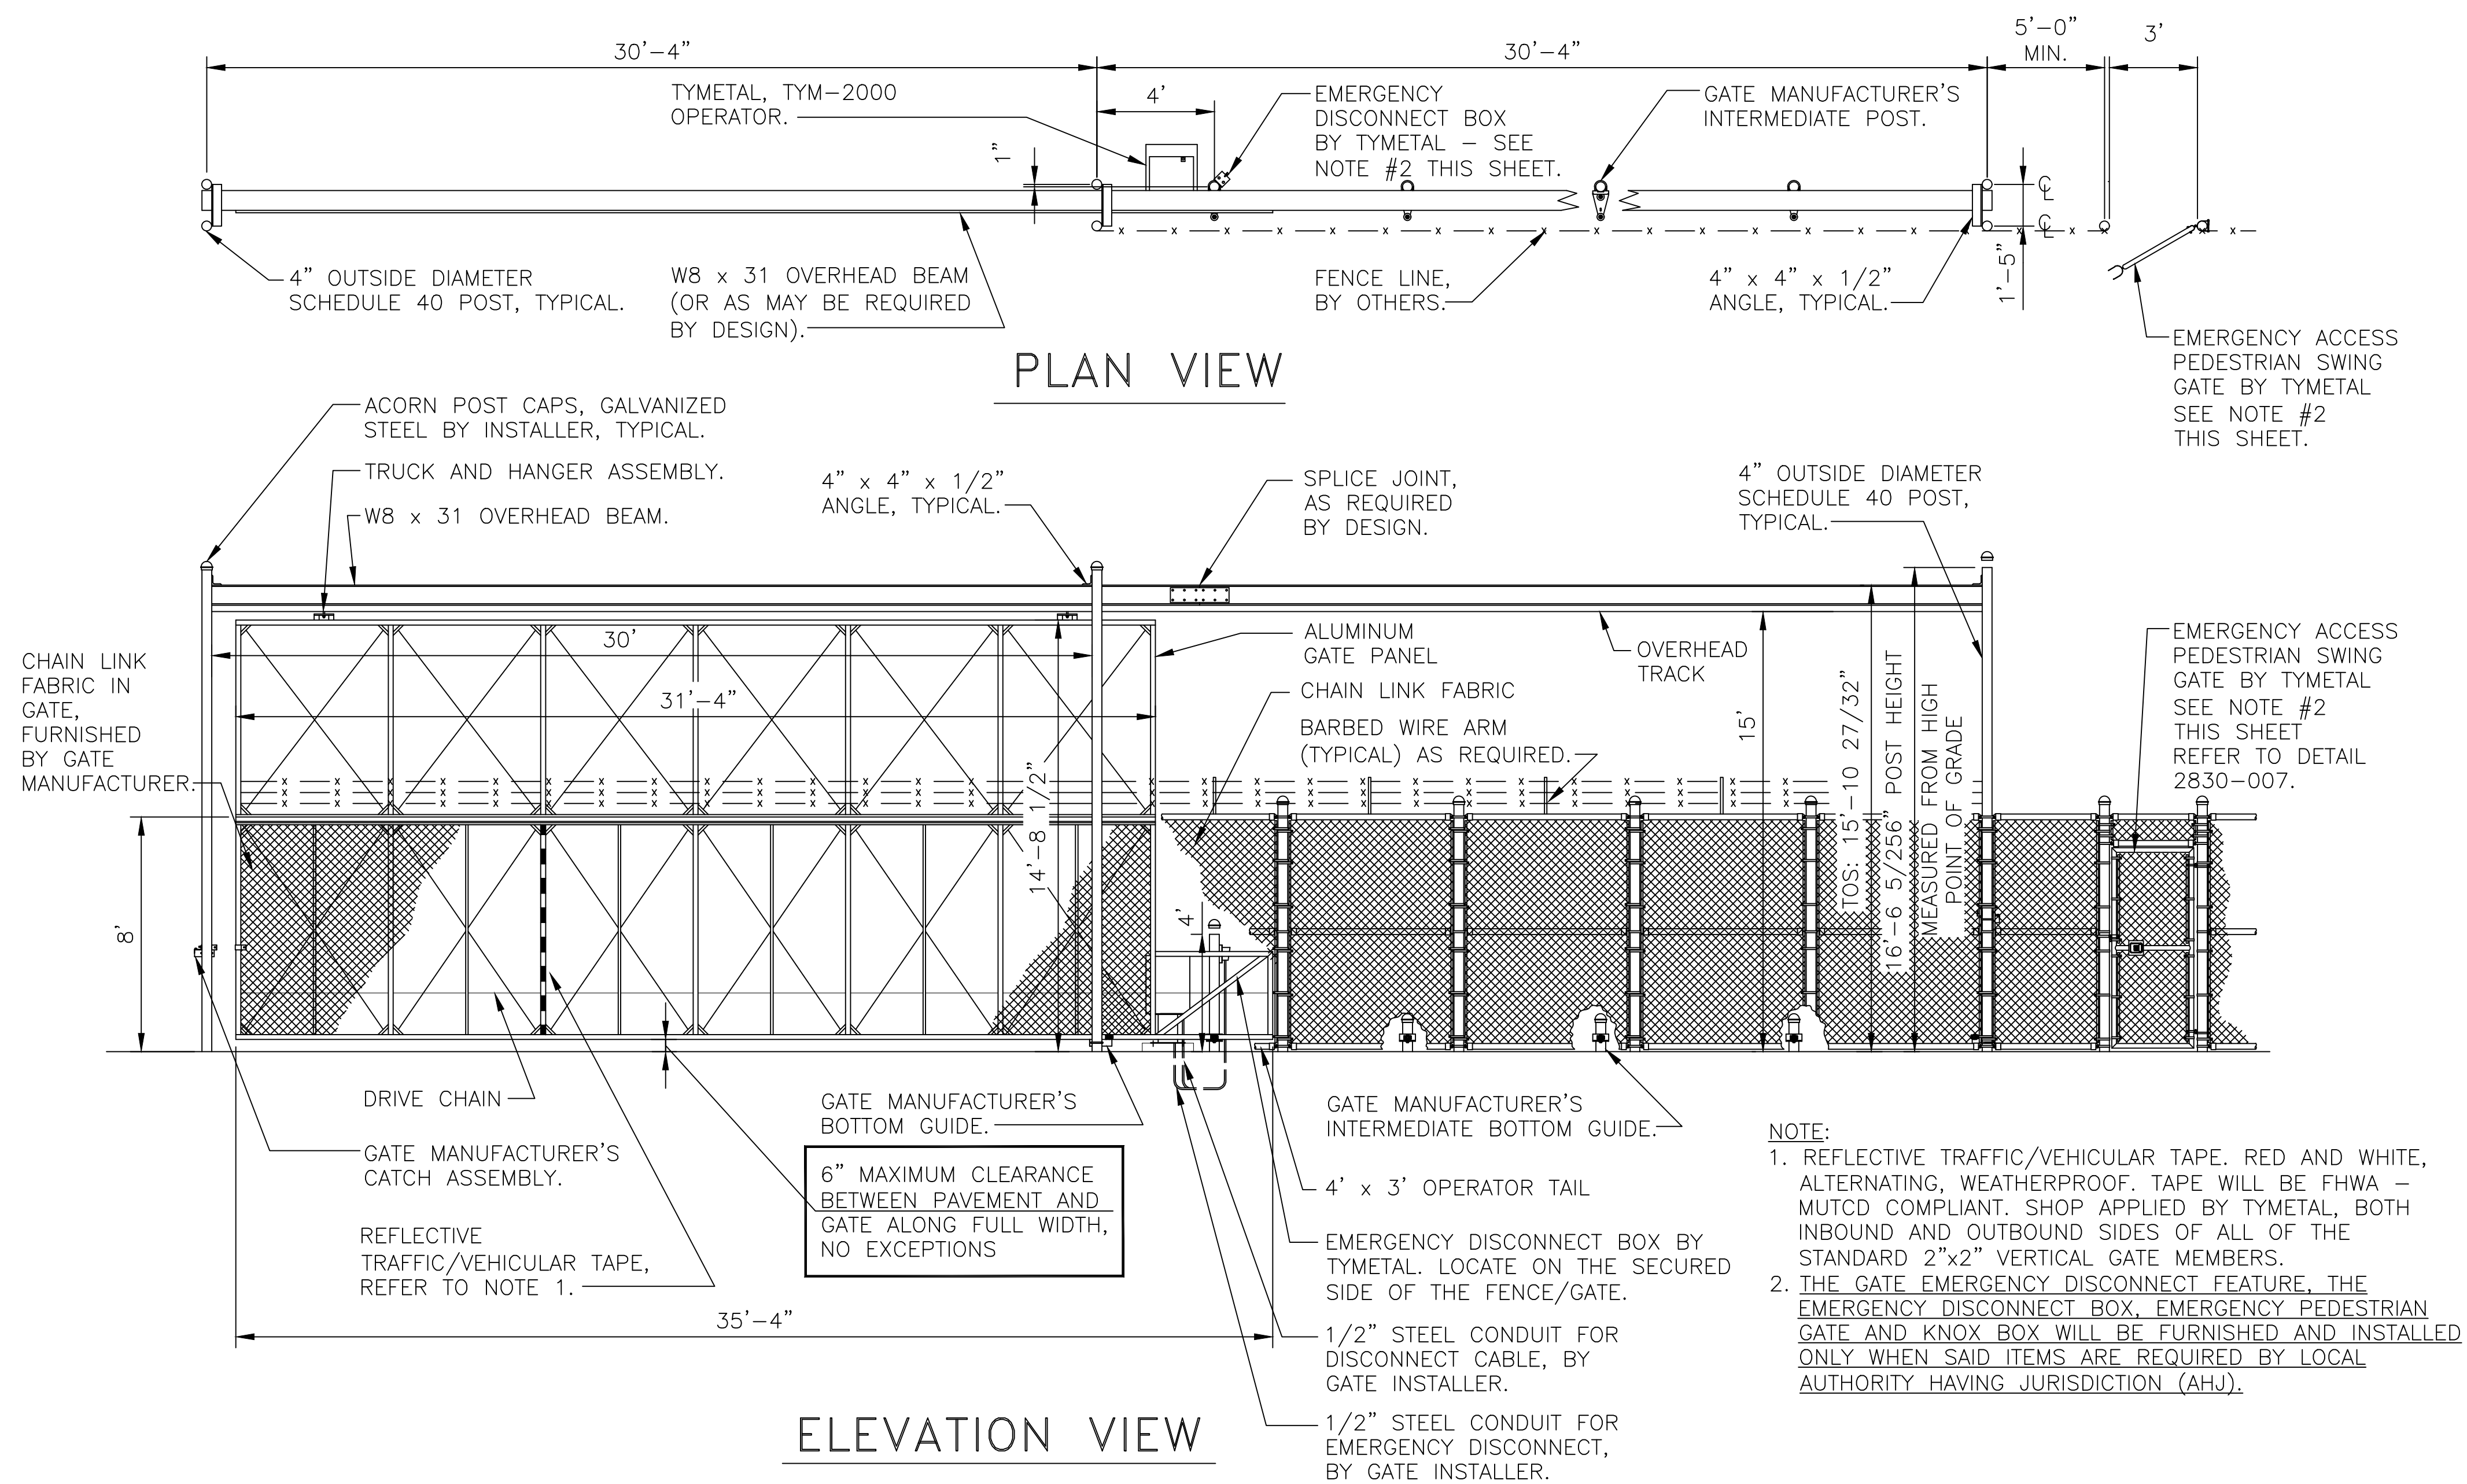 30'-4"
30'-4"
5'-0"
MIN.
3'
TYMETAL, TYM-2000
OPERATOR.
4'
EMERGENCY
DISCONNECT BOX
BY TYMETAL - SEE
NOTE #2 THIS SHEET.
GATE MANUFACTURER'S
INTERMEDIATE POST.
1"
4" OUTSIDE DIAMETER
SCHEDULE 40 POST, TYPICAL.
W8 x 31 OVERHEAD BEAM
(OR AS MAY BE REQUIRED
BY DESIGN).
FENCE LINE,
BY OTHERS.
4" x 4" x 1/2"
ANGLE, TYPICAL.
℄
℄
1'-5"
x x x x x x x x x x x x x x x x x x x x x x
EMERGENCY ACCESS
PEDESTRIAN SWING
GATE BY TYMETAL
SEE NOTE #2
THIS SHEET.
PLAN VIEW
ACORN POST CAPS, GALVANIZED
STEEL BY INSTALLER, TYPICAL.
TRUCK AND HANGER ASSEMBLY.
W8 x 31 OVERHEAD BEAM.
4" x 4" x 1/2"
ANGLE, TYPICAL.
SPLICE JOINT,
AS REQUIRED
BY DESIGN.
4" OUTSIDE DIAMETER
SCHEDULE 40 POST,
TYPICAL.
CHAIN LINK
FABRIC IN
GATE,
FURNISHED
BY GATE
MANUFACTURER.
30'
31'-4"
14'-8 1/2"
ALUMINUM
GATE PANEL
CHAIN LINK FABRIC
BARBED WIRE ARM
(TYPICAL) AS REQUIRED.
OVERHEAD
TRACK
15'
TOS: 15'-10 27/32"
16'-6 5/256" POST HEIGHT
MEASURED FROM HIGH
POINT OF GRADE
EMERGENCY ACCESS
PEDESTRIAN SWING
GATE BY TYMETAL
SEE NOTE #2
THIS SHEET
REFER TO DETAIL
2830-007.
8'
4'
DRIVE CHAIN
GATE MANUFACTURER'S
CATCH ASSEMBLY.
REFLECTIVE
TRAFFIC/VEHICULAR TAPE,
REFER TO NOTE 1.
GATE MANUFACTURER'S
BOTTOM GUIDE.
6" MAXIMUM CLEARANCE
BETWEEN PAVEMENT AND
GATE ALONG FULL WIDTH,
NO EXCEPTIONS
35'-4"
GATE MANUFACTURER'S
INTERMEDIATE BOTTOM GUIDE.
4' x 3' OPERATOR TAIL
EMERGENCY DISCONNECT BOX BY
TYMETAL. LOCATE ON THE SECURED
SIDE OF THE FENCE/GATE.
1/2" STEEL CONDUIT FOR
DISCONNECT CABLE, BY
GATE INSTALLER.
1/2" STEEL CONDUIT FOR
EMERGENCY DISCONNECT,
BY GATE INSTALLER.
NOTE:
1. REFLECTIVE TRAFFIC/VEHICULAR TAPE. RED AND WHITE,
ALTERNATING, WEATHERPROOF. TAPE WILL BE FHWA -
MUTCD COMPLIANT. SHOP APPLIED BY TYMETAL, BOTH
INBOUND AND OUTBOUND SIDES OF ALL OF THE
STANDARD 2"x2" VERTICAL GATE MEMBERS.
2. THE GATE EMERGENCY DISCONNECT FEATURE, THE
EMERGENCY DISCONNECT BOX, EMERGENCY PEDESTRIAN
GATE AND KNOX BOX WILL BE FURNISHED AND INSTALLED
ONLY WHEN SAID ITEMS ARE REQUIRED BY LOCAL
AUTHORITY HAVING JURISDICTION (AHJ).
ELEVATION VIEW